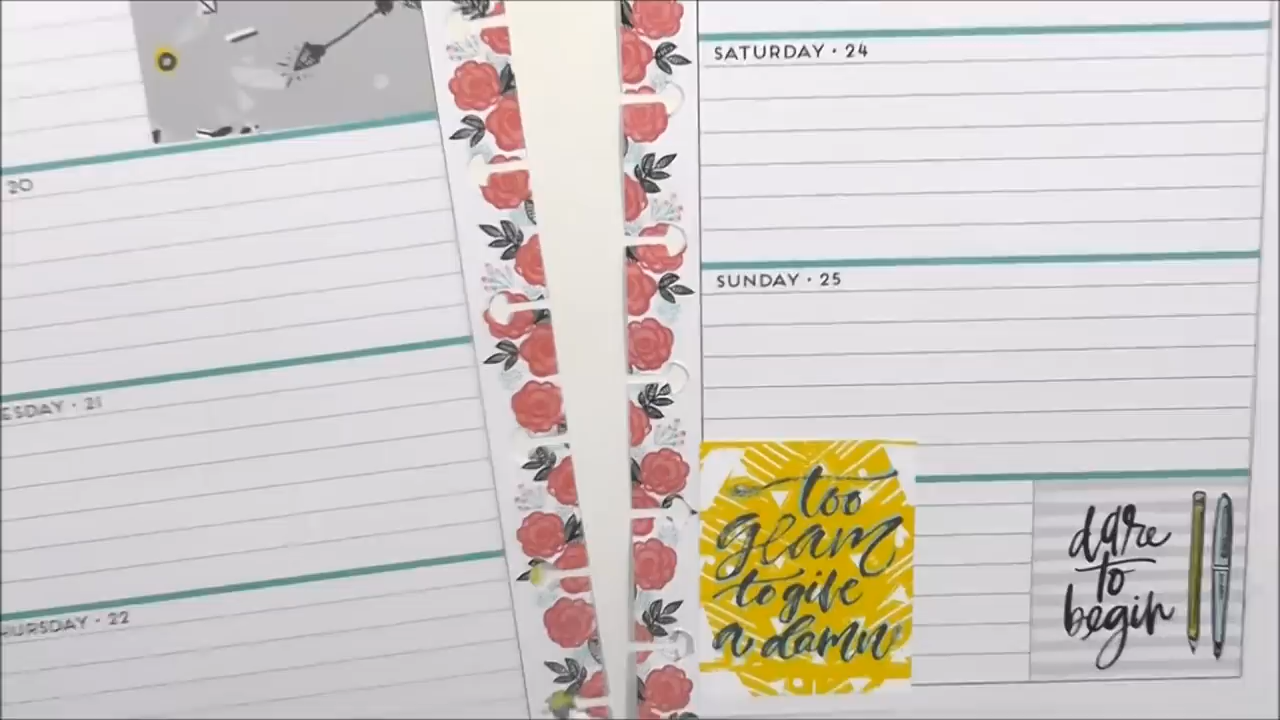 20
ESDAY · 21
HURSDAY · 22
SATURDAY · 24
SUNDAY · 25
too
glam
to give
a damn
dare
to
begin